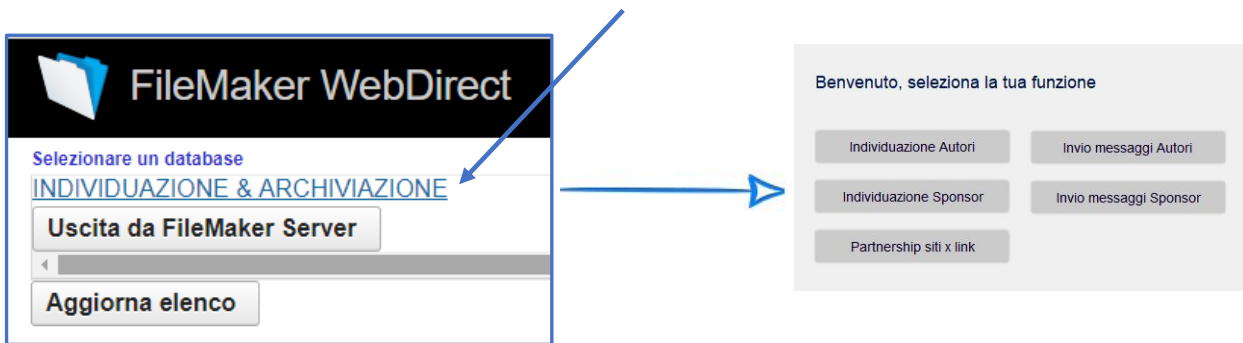 FileMaker WebDirect
Selezionare un database
INDIVIDUAZIONE & ARCHIVIAZIONE
Uscita da FileMaker Server
Aggiorna elenco
Benvenuto, seleziona la tua funzione
Individuazione Autori
Invio messaggi Autori
Individuazione Sponsor
Invio messaggi Sponsor
Partnership siti x link